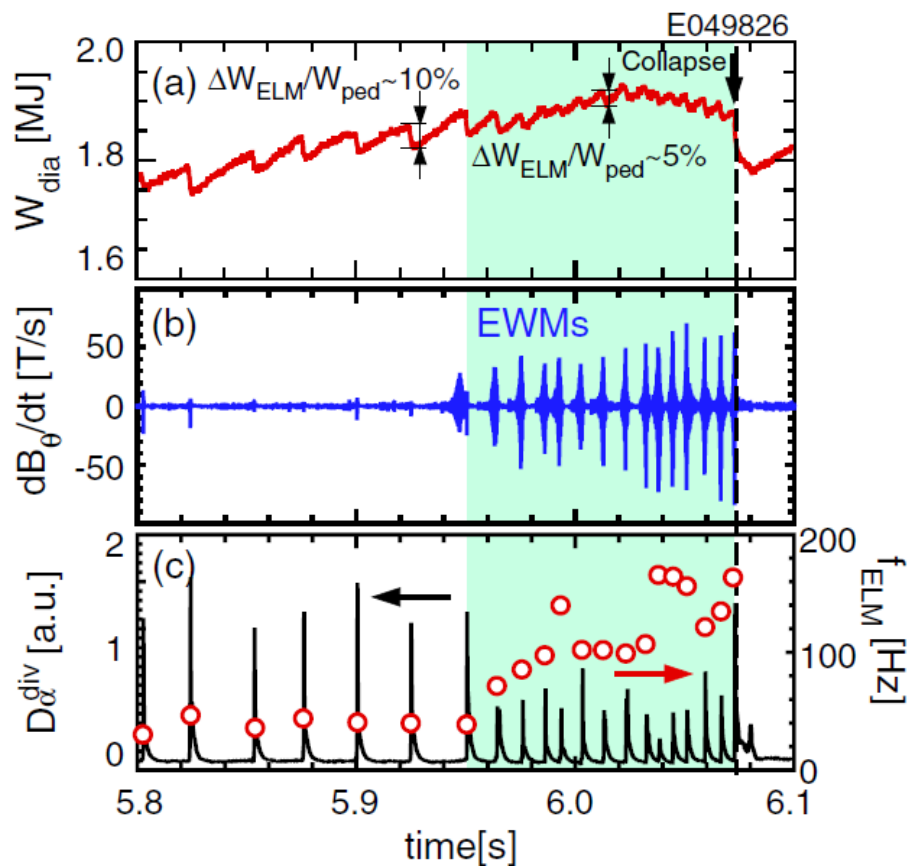 E049826
2.0
(a)
ΔW_ELM/W_ped~10%
Collapse
W_dia [MJ]
1.8
ΔW_ELM/W_ped~5%
1.6
(b)
EWMs
dB_θ/dt [T/s]
50
0
-50
2
(c)
200
D_α^div [a.u.]
f_ELM [Hz]
1
100
0
0
5.8
5.9
6.0
6.1
time[s]